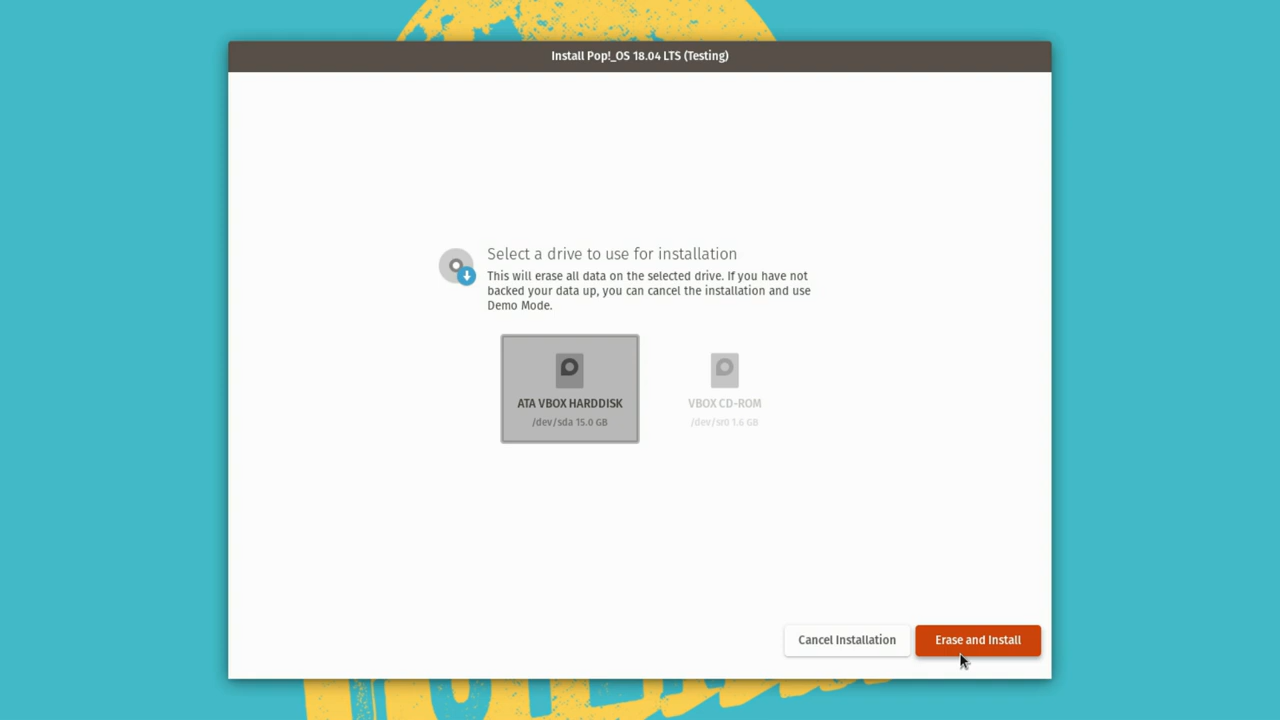 Install Pop!_OS 18.04 LTS (Testing)
Select a drive to use for installation
This will erase all data on the selected drive. If you have not
backed your data up, you can cancel the installation and use
Demo Mode.
ATA VBOX HARDDISK
/dev/sda 15.0 GB
VBOX CD-ROM
/dev/sr0 1.6 GB
Cancel Installation
Erase and Install